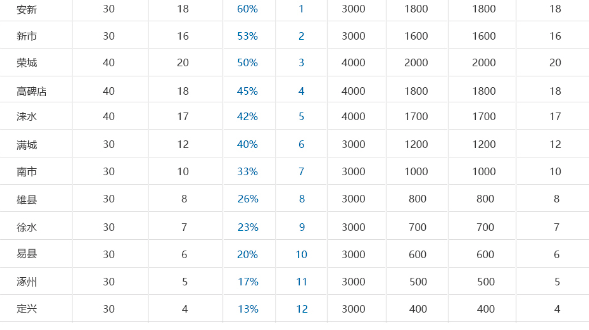 安新 30 18 60% 1 3000 1800 1800 18
新市 30 16 53% 2 3000 1600 1600 16
荣城 40 20 50% 3 4000 2000 2000 20
高碑店 40 18 45% 4 4000 1800 1800 18
涞水 40 17 42% 5 4000 1700 1700 17
满城 30 12 40% 6 3000 1200 1200 12
南市 30 10 33% 7 3000 1000 1000 10
雄县 30 8 26% 8 3000 800 800 8
徐水 30 7 23% 9 3000 700 700 7
易县 30 6 20% 10 3000 600 600 6
涿州 30 5 17% 11 3000 500 500 5
定兴 30 4 13% 12 3000 400 400 4